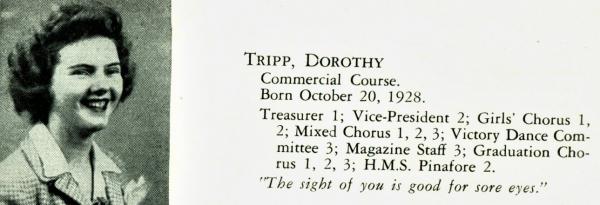 TRIPP, DOROTHY
Commercial Course.
Born October 20, 1928.
Treasurer 1; Vice-President 2; Girls' Chorus 1,
2; Mixed Chorus 1, 2, 3; Victory Dance Com-
mittee 3; Magazine Staff 3; Graduation Cho-
rus 1, 2, 3; H.M.S. Pinafore 2.
"The sight of you is good for sore eyes."